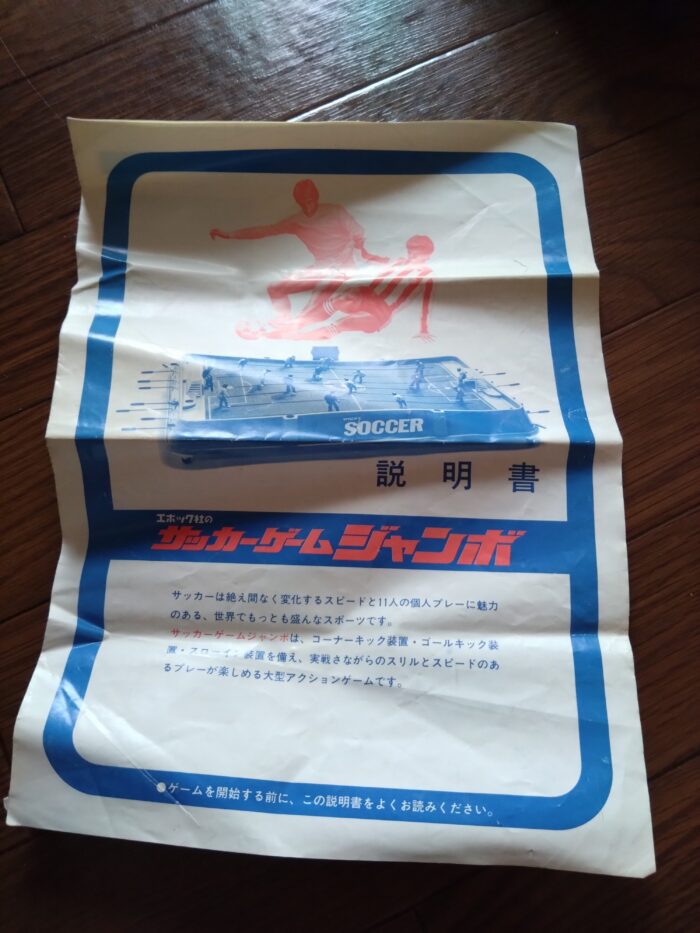 SOCCER
説明書
エポック社の
サッカーゲームジャンボ
サッカーは絶え間なく変化するスピードと11人の個人プレーに魅力
のある、世界でもっとも盛んなスポーツです。
サッカーゲームジャンボは、コーナーキック装置・ゴールキック装
置・スローイン装置を備え、実戦さながらのスリルとスピードのあ
るプレーが楽しめる大型アクションゲームです。
●ゲームを開始する前に、この説明書をよくお読みください。